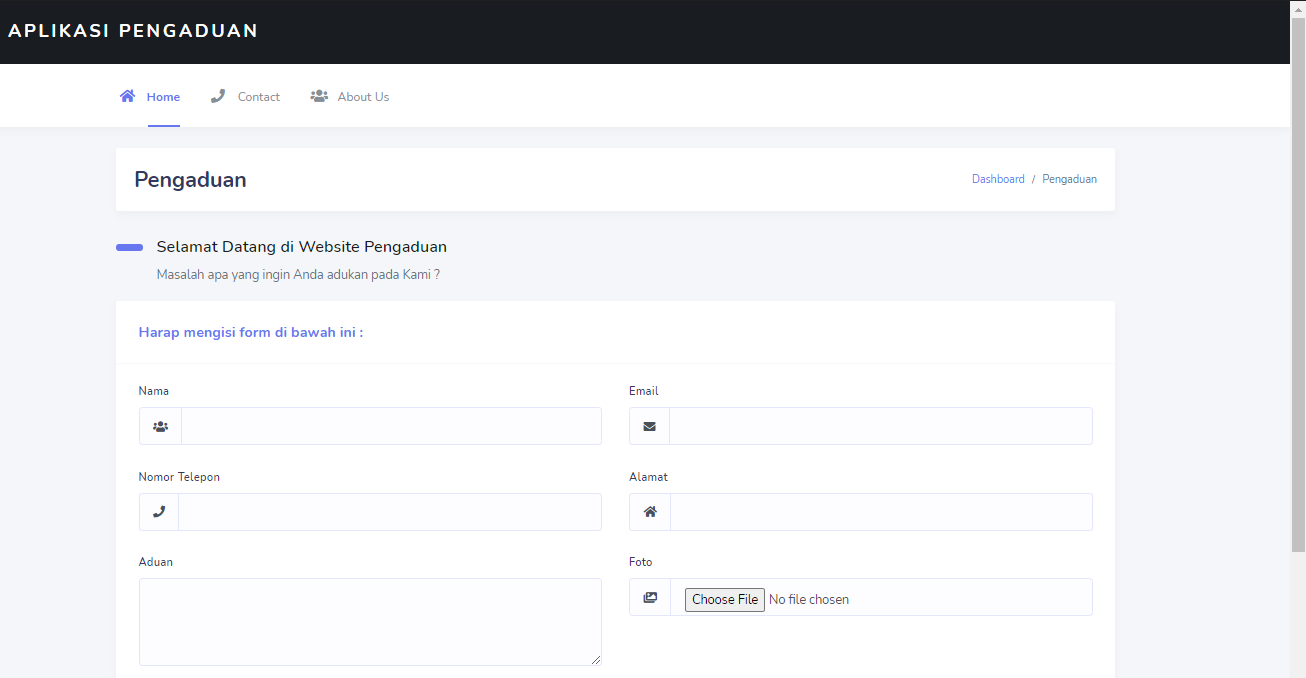 APLIKASI PENGADUAN
Home Contact About Us
Pengaduan
Dashboard / Pengaduan
Selamat Datang di Website Pengaduan
Masalah apa yang ingin Anda adukan pada Kami ?
Harap mengisi form di bawah ini :
Nama Email
Nomor Telepon Alamat
Aduan Foto
Choose File No file chosen